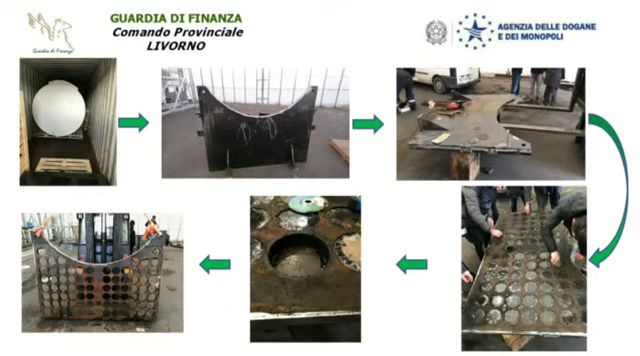 GUARDIA DI FINANZA
Comando Provinciale
LIVORNO
Guardia di Finanza
AGENZIA DELLE DOGANE
E DEI MONOPOLI